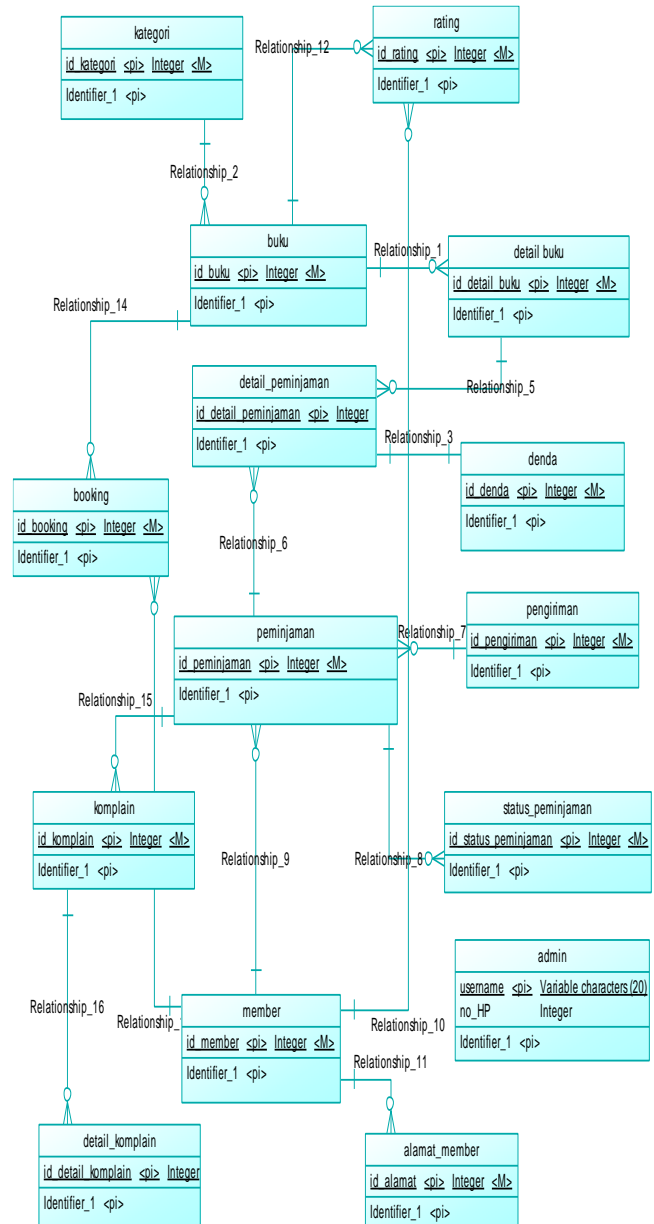 kategori
id_kategori <pi> Integer <M>
Identifier_1 <pi>
Relationship_12
rating
id_rating <pi> Integer <M>
Identifier_1 <pi>
Relationship_2
buku
id_buku <pi> Integer <M>
Identifier_1 <pi>
Relationship_1
detail buku
id_detail_buku <pi> Integer <M>
Identifier_1 <pi>
Relationship_14
detail_peminjaman
id_detail_peminjaman <pi> Integer
Identifier_1 <pi>
Relationship_5
Relationship_3
denda
id_denda <pi> Integer <M>
Identifier_1 <pi>
booking
id_booking <pi> Integer <M>
Identifier_1 <pi>
Relationship_6
peminjaman
id_peminjaman <pi> Integer <M>
Identifier_1 <pi>
Relationship_7
pengiriman
id_pengiriman <pi> Integer <M>
Identifier_1 <pi>
Relationship_15
komplain
id_komplain <pi> Integer <M>
Identifier_1 <pi>
Relationship_9
Relationship_8
status_peminjaman
id_status_peminjaman <pi> Integer <M>
Identifier_1 <pi>
admin
username <pi> Variable characters (20)
no_HP Integer
Identifier_1 <pi>
Relationship_16
member
id_member <pi> Integer <M>
Identifier_1 <pi>
Relationship_10
Relationship_11
detail_komplain
id_detail_komplain <pi> Integer
Identifier_1 <pi>
alamat_member
id_alamat <pi> Integer <M>
Identifier_1 <pi>